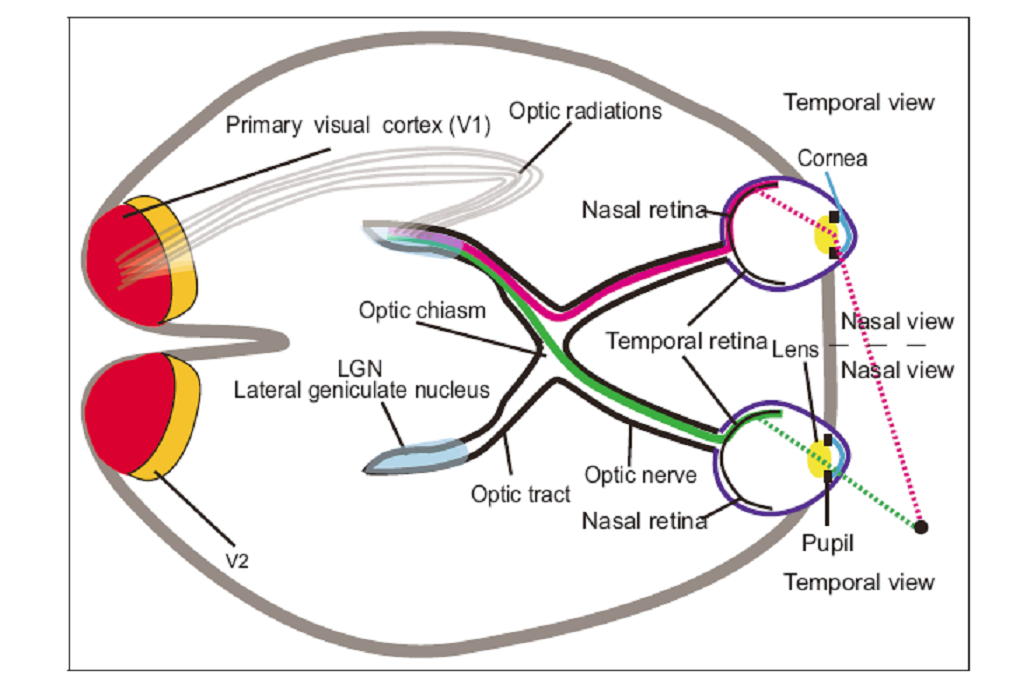 Temporal view
Optic radiations
Primary visual cortex (V1)
Cornea
Nasal retina
Optic chiasm
Nasal view
Temporal retina
Lens
Nasal view
LGN
Lateral geniculate nucleus
Optic nerve
Optic tract
Nasal retina
Pupil
V2
Temporal view